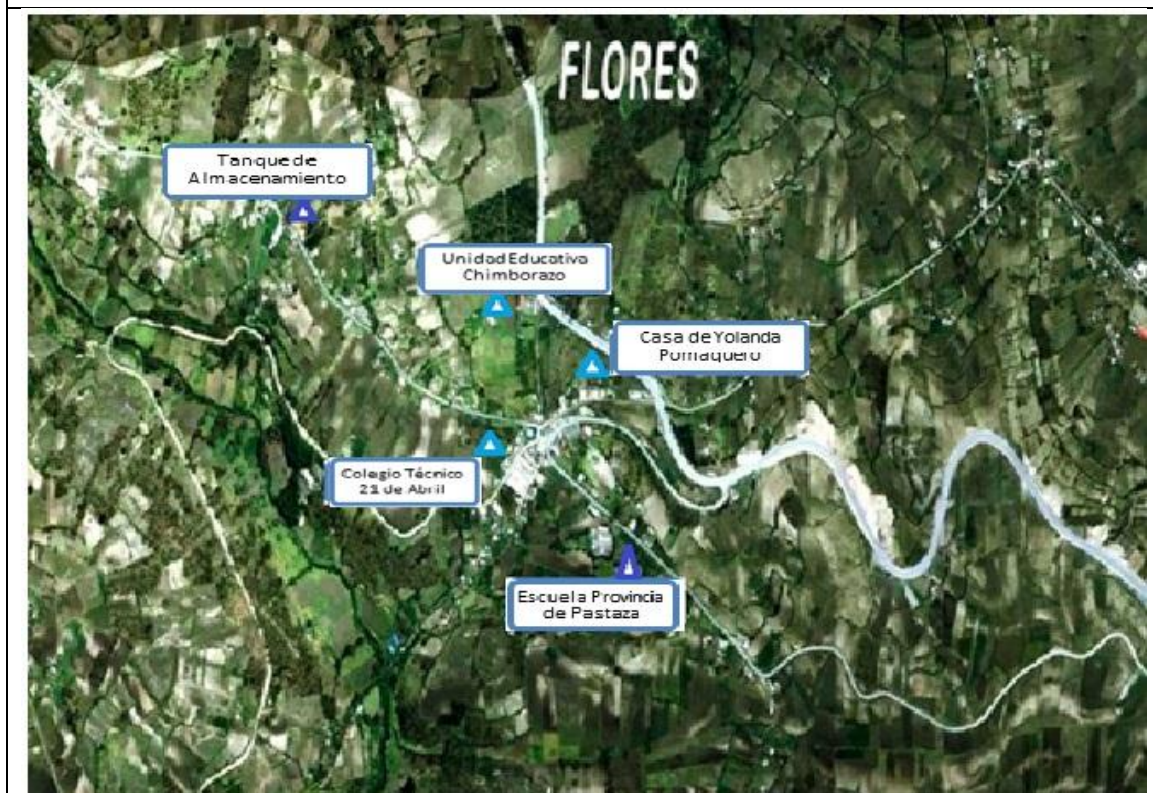 FLORES
Tanque de
Almacenamiento
Unidad Educativa
Chimborazo
Casa de Yolanda
Pomaquero
Colegio Técnico
21 de Abril
Escuela Provincia
de Pastaza